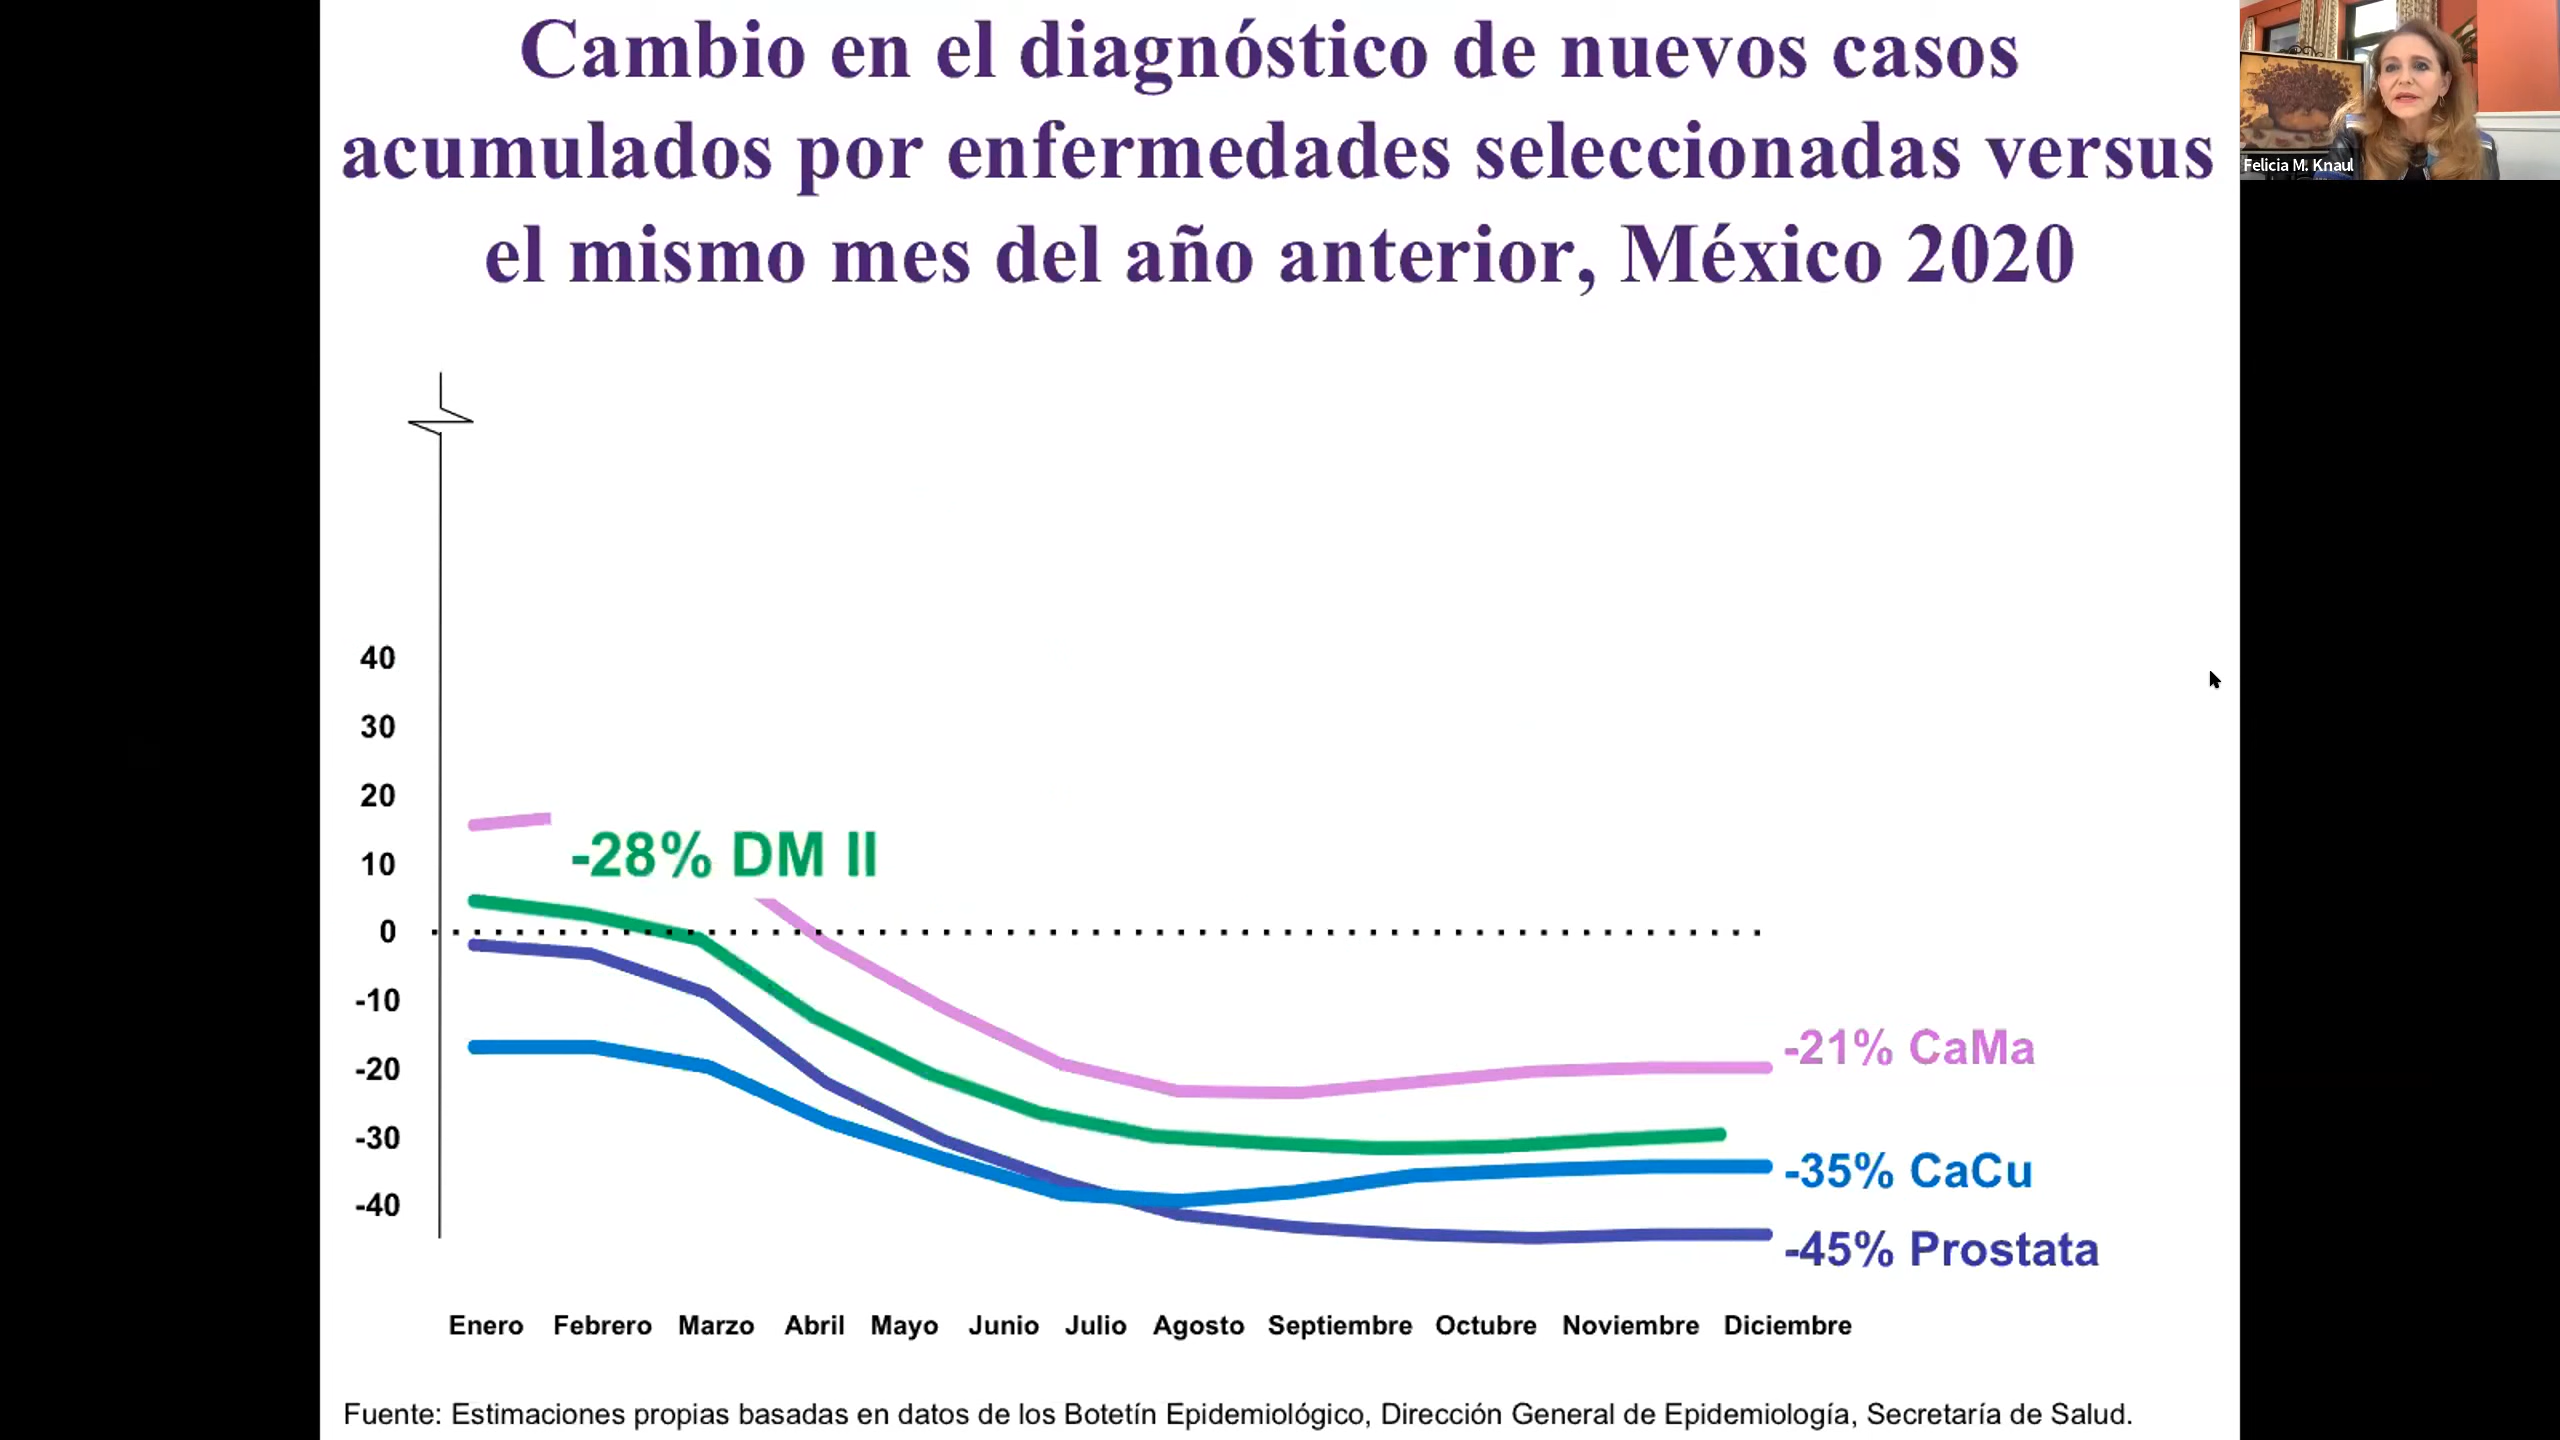 Cambio en el diagnóstico de nuevos casos
acumulados por enfermedades seleccionadas versus
el mismo mes del año anterior, México 2020
Felicia M. Knaul
40
30
20
10
0
-10
-20
-30
-40
-28% DM II
-21% CaMa
-35% CaCu
-45% Prostata
Enero Febrero Marzo Abril Mayo Junio Julio Agosto Septiembre Octubre Noviembre Diciembre
Fuente: Estimaciones propias basadas en datos de los Botetín Epidemiológico, Dirección General de Epidemiología, Secretaría de Salud.